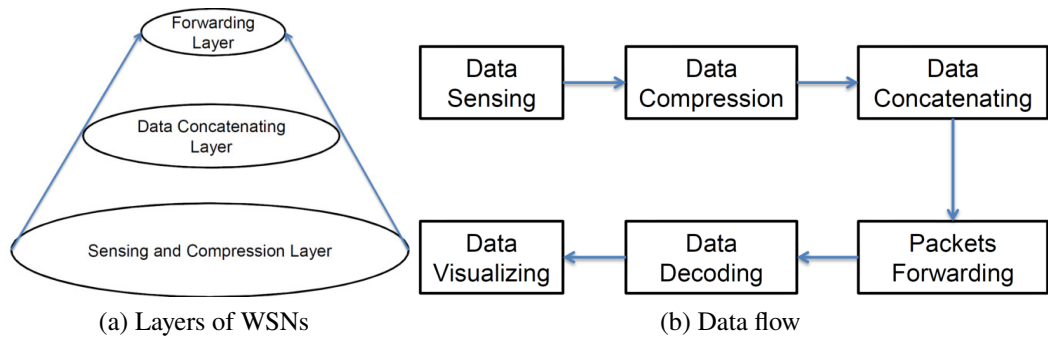 Forwarding
Layer
Data Concatenating
Layer
Sensing and Compression Layer
(a) Layers of WSNs
Data
Sensing
Data
Compression
Data
Concatenating
Packets
Forwarding
Data
Decoding
Data
Visualizing
(b) Data flow